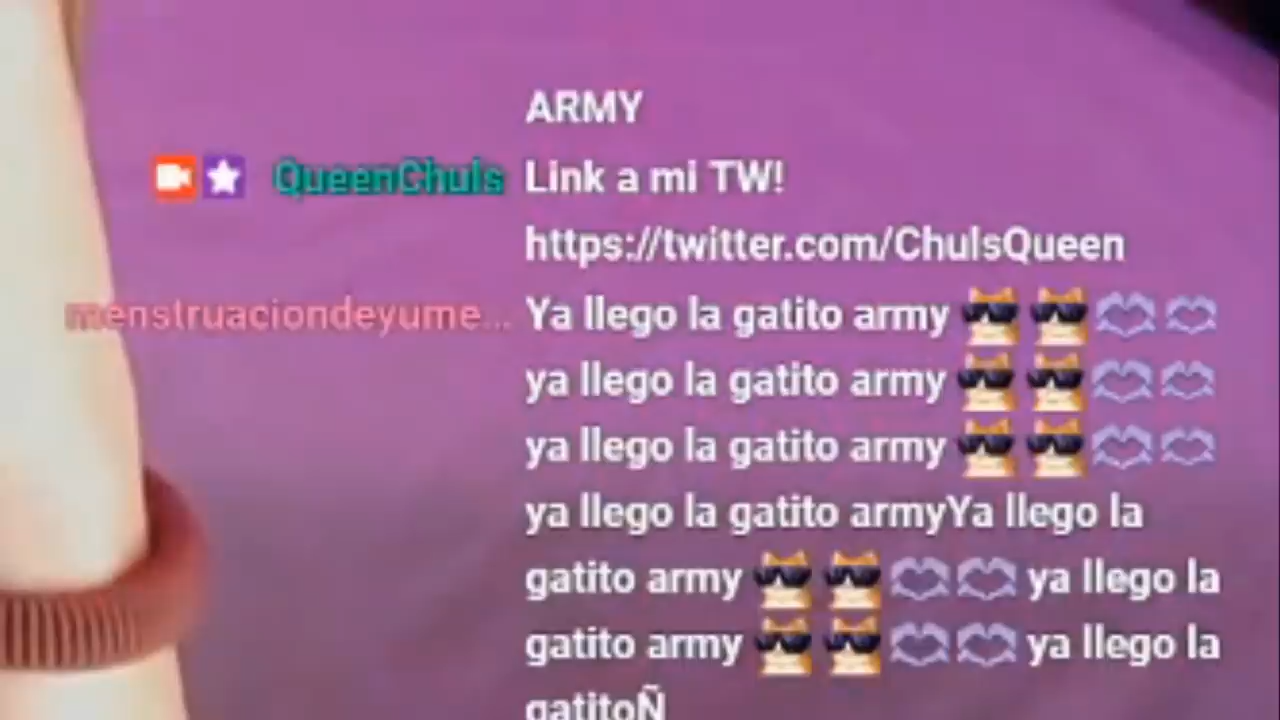 ARMY
QueenChuls Link a mi TW!
https://twitter.com/ChulsQueen
menstruaciondeyume... Ya llego la gatito army
ya llego la gatito army
ya llego la gatito army
ya llego la gatito armyYa llego la
gatito army ya llego la
gatito army ya llego la
gatitoÑ